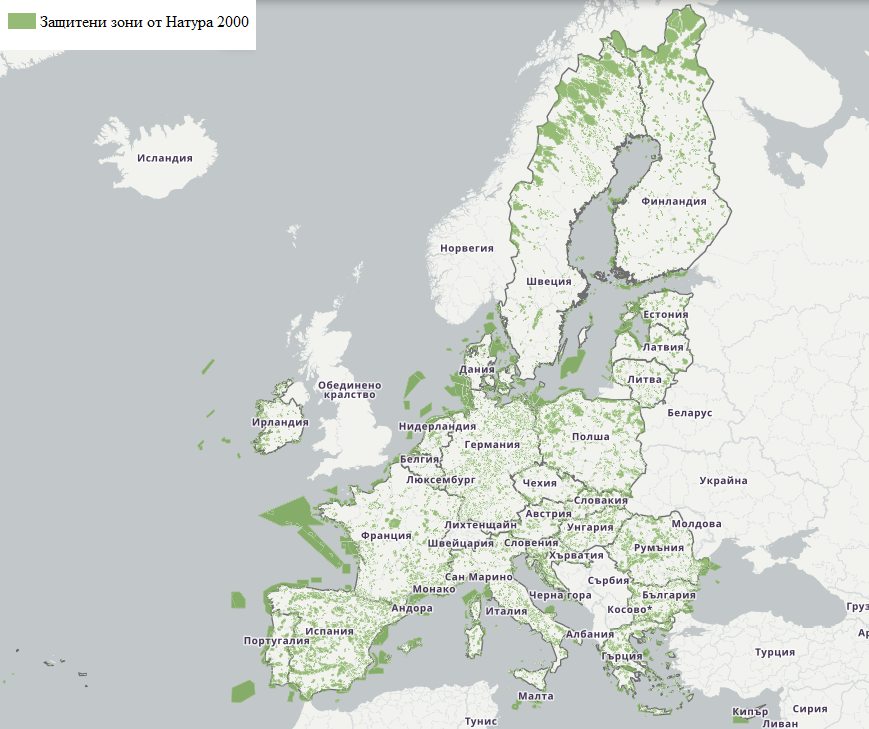 Защитени зони от Натура 2000
Исландия
Финландия
Норвегия
Швеция
Естония
Латвия
Дания
Литва
Обединено
кралство
Беларус
Ирландия
Нидерландия
Полша
Германия
Белгия
Люксембург
Чехия
Украйна
Словакия
Австрия
Лихтенщайн
Унгария
Молдова
Франция
Швейцария
Словения
Румъния
Хърватия
Сан Марино
Сърбия
Монако
Черна гора
България
Андора
Италия
Косово*
Груз
Испания
Албания
Ар
Португалия
Гърция
Турция
Малта
Кипър
Сирия
Тунис
Ливан